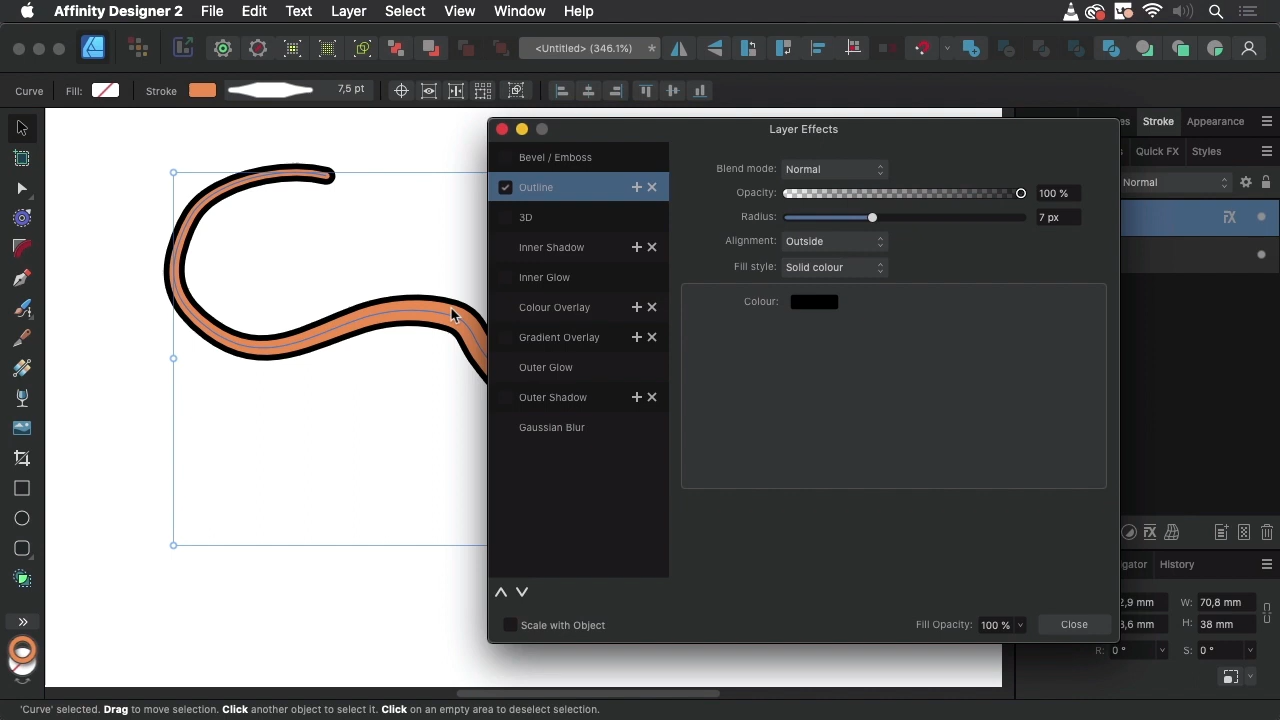 Affinity Designer 2 File Edit Text Layer Select View Window Help
<Untitled> (346.1%) *
Curve Fill: Stroke 7,5 pt
Layer Effects
Stroke Appearance
Quick FX Styles
Normal
FX
Bevel / Emboss
Outline
3D
Inner Shadow
Inner Glow
Colour Overlay
Gradient Overlay
Outer Glow
Outer Shadow
Gaussian Blur
Blend mode: Normal
Opacity: 100 %
Radius: 7 px
Alignment: Outside
Fill style: Solid colour
Colour:
Scale with Object
Fill Opacity: 100 % Close
History
W: 70,8 mm
H: 38 mm
R: 0 ° S: 0 °
'Curve' selected. Drag to move selection. Click another object to select it. Click on an empty area to deselect selection.